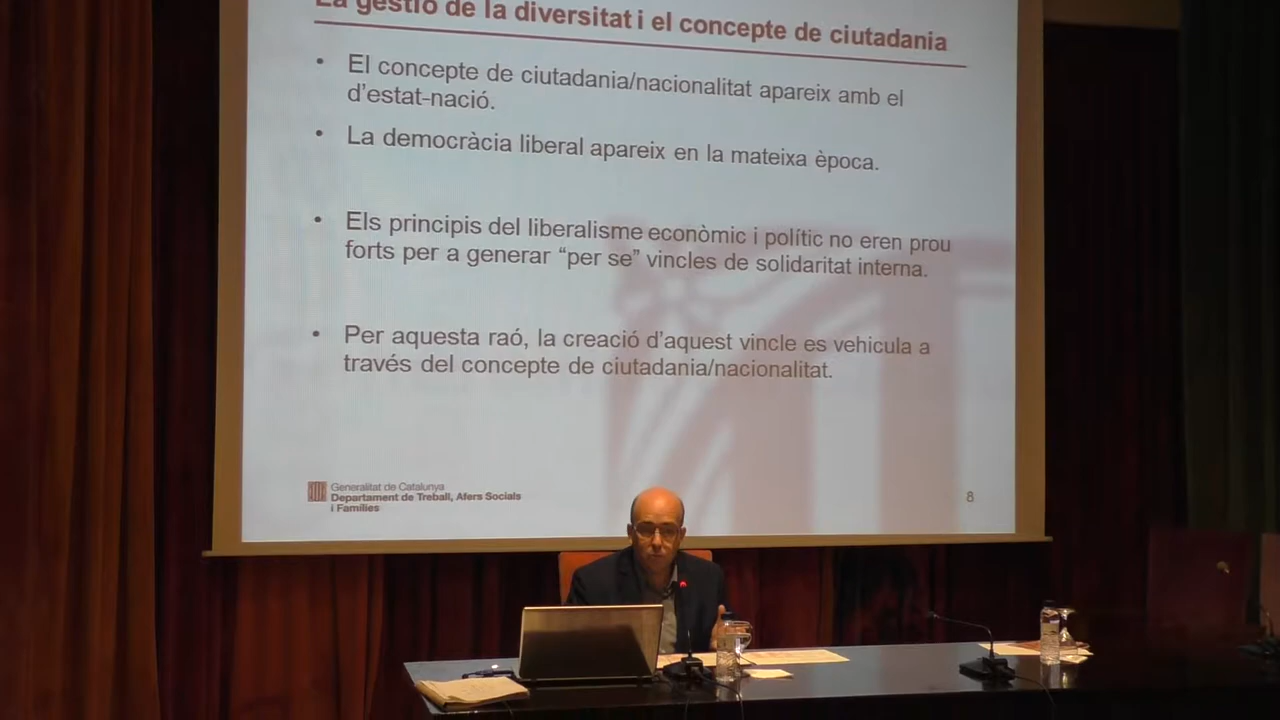 La gestió de la diversitat i el concepte de ciutadania
• El concepte de ciutadania/nacionalitat apareix amb el
d'estat-nació.
• La democràcia liberal apareix en la mateixa època.
• Els principis del liberalisme econòmic i polític no eren prou
forts per a generar “per se” vincles de solidaritat interna.
• Per aquesta raó, la creació d'aquest vincle es vehicula a
través del concepte de ciutadania/nacionalitat.
Generalitat de Catalunya
Departament de Treball, Afers Socials
i Famílies
8